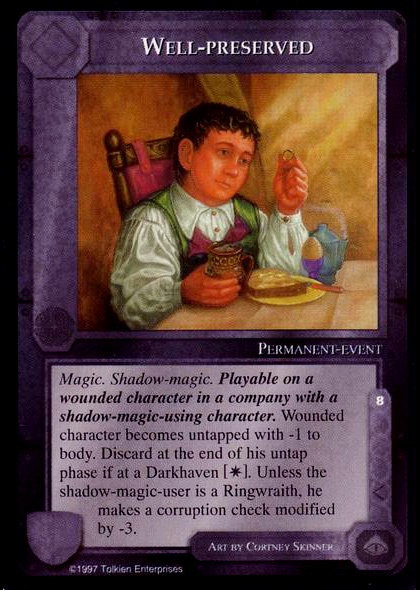 WELL-PRESERVED
PERMANENT-EVENT
Magic. Shadow-magic. Playable on a
wounded character in a company with a
shadow-magic-using character. Wounded
character becomes untapped with -1 to
body. Discard at the end of his untap
phase if at a Darkhaven [✷]. Unless the
shadow-magic-user is a Ringwraith, he
makes a corruption check modified
by -3.
8
ART BY CORTNEY SKINNER
©1997 Tolkien Enterprises